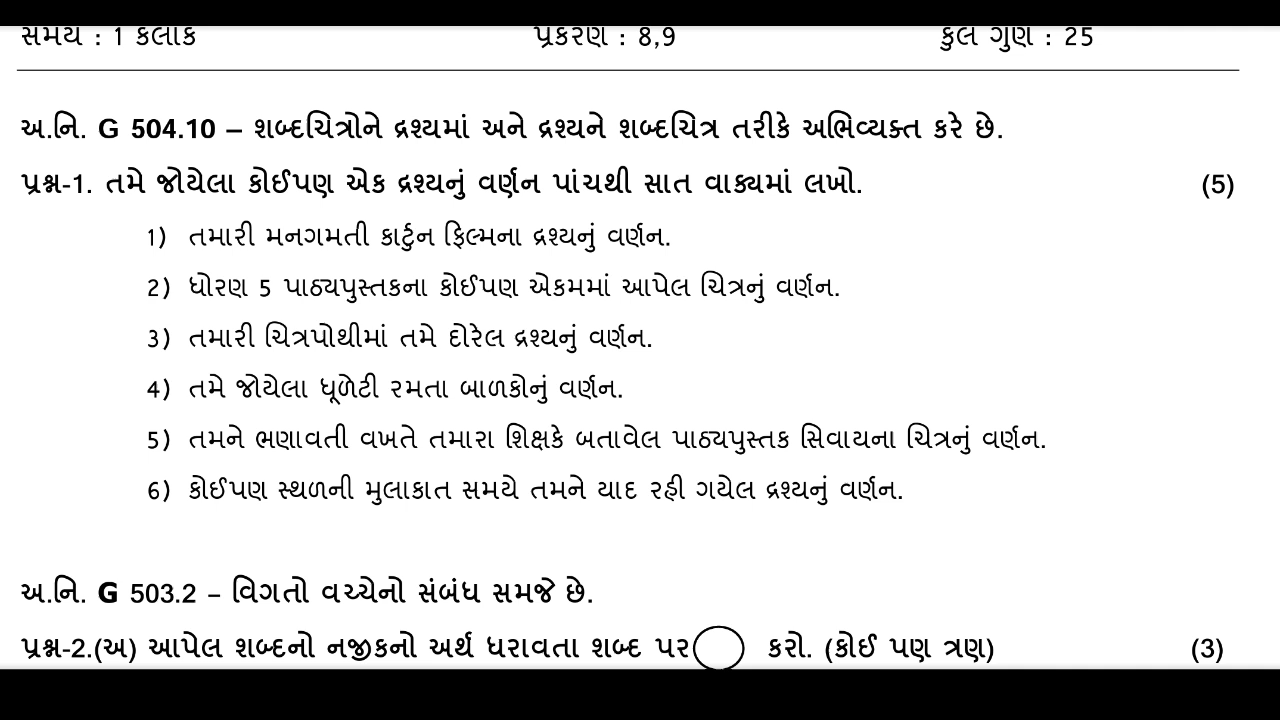 સમય : 1 કલાક પ્રકરણ : 8,9 કુલ ગુણ : 25
અ.નિ. G 504.10 – શબ્દચિત્રોને દ્રશ્યમાં અને દ્રશ્યને શબ્દચિત્ર તરીકે અભિવ્યક્ત કરે છે.
પ્રશ્ન-1. તમે જોયેલા કોઈપણ એક દ્રશ્યનું વર્ણન પાંચથી સાત વાક્યમાં લખો. (5)
1) તમારી મનગમતી કાર્ટુન ફિલ્મના દ્રશ્યનું વર્ણન.
2) ધોરણ 5 પાઠ્યપુસ્તકના કોઈપણ એકમમાં આપેલ ચિત્રનું વર્ણન.
3) તમારી ચિત્રપોથીમાં તમે દોરેલ દ્રશ્યનું વર્ણન.
4) તમે જોયેલા ધૂળેટી રમતા બાળકોનું વર્ણન.
5) તમને ભણાવતી વખતે તમારા શિક્ષકે બતાવેલ પાઠ્યપુસ્તક સિવાયના ચિત્રનું વર્ણન.
6) કોઈપણ સ્થળની મુલાકાત સમયે તમને યાદ રહી ગયેલ દ્રશ્યનું વર્ણન.
અ.નિ. G 503.2 – વિગતો વચ્ચેનો સંબંધ સમજે છે.
પ્રશ્ન-2.(અ) આપેલ શબ્દનો નજીકનો અર્થ ધરાવતા શબ્દ પર કરો. (કોઈ પણ ત્રણ) (3)